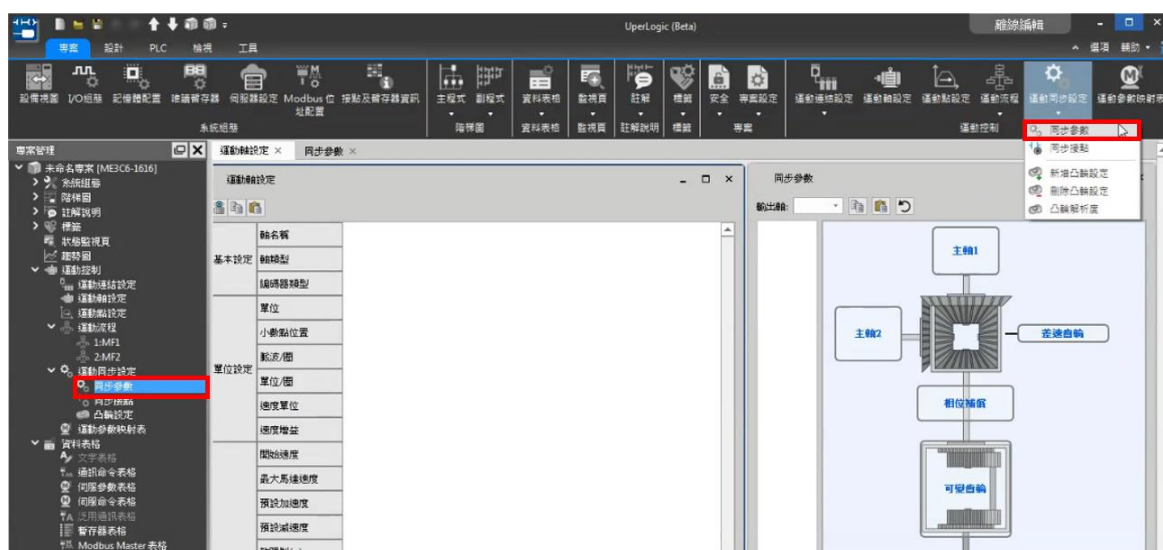 UperLogic (Beta)
離線編輯
專案 設計 PLC 檢視 工具
選項 輔助
設備視圖 I/O組態 記憶體配置 伺服器設定 Modbus 位址配置 接點及暫存器資訊 主程式 副程式 資料表格 監視頁 註解 標籤 安全 專案設定 運動連結設定 運動軸設定 運動點設定 運動流程 運動同步設定 運動參數映射表
系統組態 階梯圖 資料表格 監視頁 註解說明 標籤 專案 運動控制
同步參數
同步接點
新增凸輪設定
刪除凸輪設定
凸輪解析度
專案管理
未命名專案 [ME3C6-1616]
系統組態
階梯圖
註解說明
標籤
狀態監視頁
趨勢圖
運動控制
運動連結設定
運動軸設定
運動點設定
運動流程
1:MF1
2:MF2
運動同步設定
同步參數
同步接點
凸輪設定
運動參數映射表
資料表格
文字表格
通訊命令表格
伺服參數表格
伺服命令表格
泛用通訊表格
暫存器表格
Modbus Master 表格
運動軸設定 × 同步參數 ×
運動軸設定
基本設定
軸名稱
軸類型
編碼器類型
單位設定
單位
小數點位置
脈波/圈
單位/圈
速度單位
速度增益
開始速度
最大馬達速度
預設加速度
預設減速度
同步參數
輸出軸:
主軸1
主軸2
差速齒輪
相位補償
可變齒輪